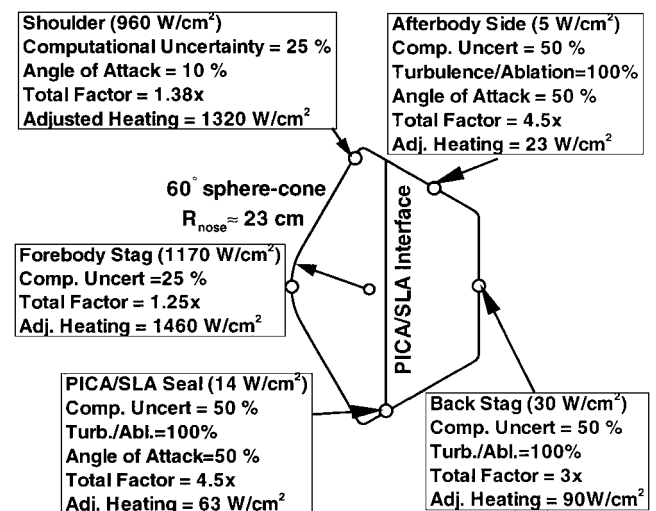 Shoulder (960 W/cm²)
Computational Uncertainty = 25 %
Angle of Attack = 10 %
Total Factor = 1.38x
Adjusted Heating = 1320 W/cm²
Afterbody Side (5 W/cm²)
Comp. Uncert = 50 %
Turbulence/Ablation=100%
Angle of Attack = 50 %
Total Factor = 4.5x
Adj. Heating = 23 W/cm²
60° sphere-cone
Rnose≈ 23 cm
Forebody Stag (1170 W/cm²)
Comp. Uncert =25 %
Total Factor = 1.25x
Adj. Heating = 1460 W/cm²
PICA/SLA Interface
PICA/SLA Seal (14 W/cm²)
Comp. Uncert = 50 %
Turb./Abl.=100%
Angle of Attack=50 %
Total Factor = 4.5x
Adj. Heating = 63 W/cm²
Back Stag (30 W/cm²)
Comp. Uncert = 50 %
Turb./Abl.=100%
Total Factor = 3x
Adj. Heating = 90W/cm²